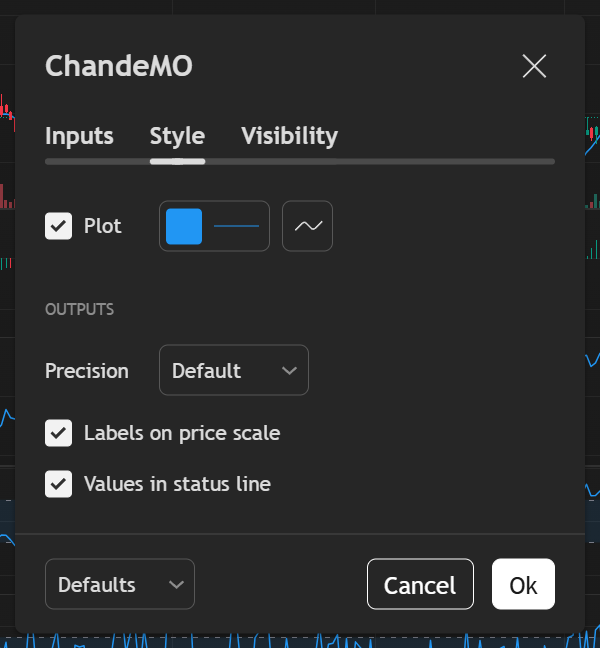 ChandeMO
Inputs Style Visibility
Plot
OUTPUTS
Precision Default
Labels on price scale
Values in status line
Defaults Cancel Ok